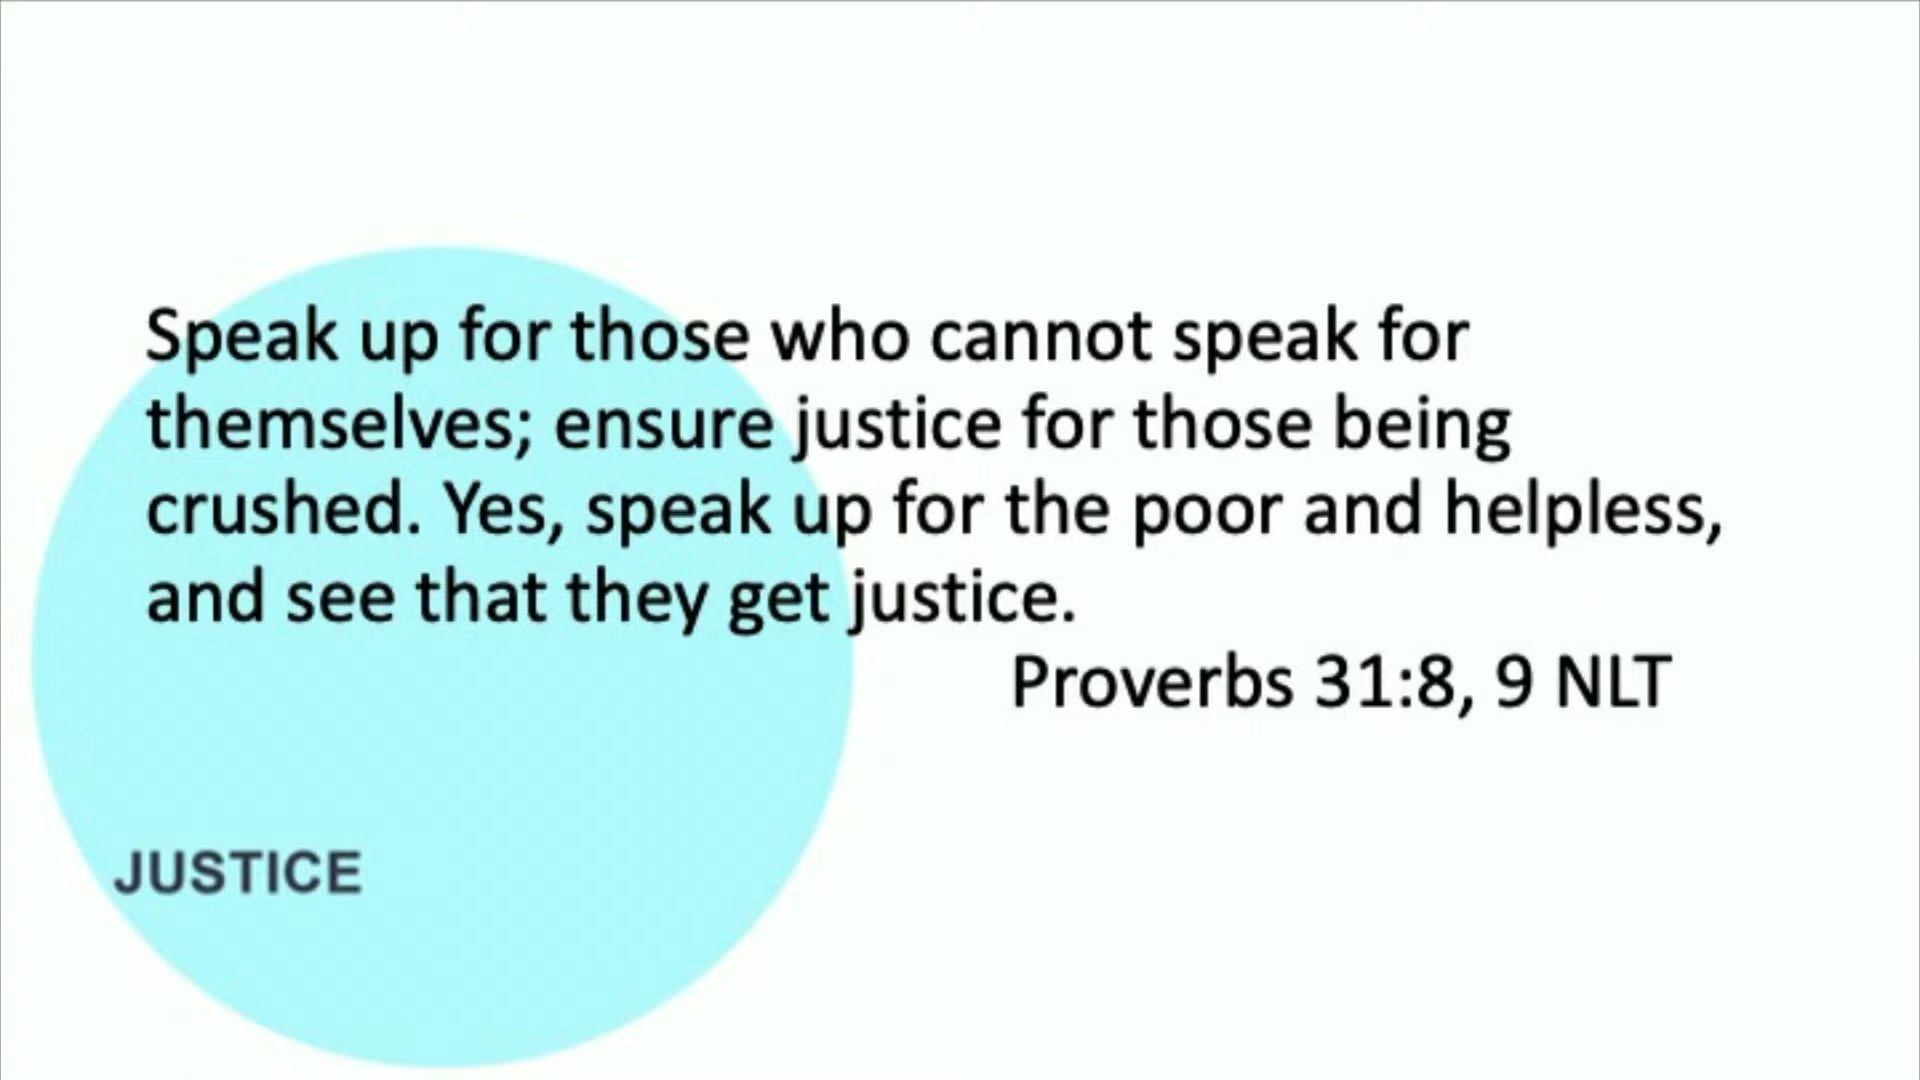 Speak up for those who cannot speak for
themselves; ensure justice for those being
crushed. Yes, speak up for the poor and helpless,
and see that they get justice.
Proverbs 31:8, 9 NLT
JUSTICE